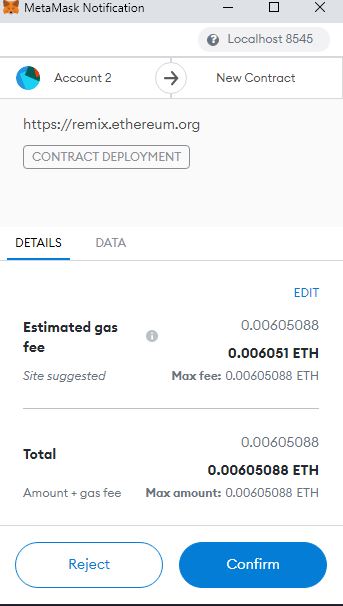 MetaMask Notification
Localhost 8545
Account 2
New Contract
https://remix.ethereum.org
CONTRACT DEPLOYMENT
DETAILS
DATA
EDIT
Estimated gas fee
0.00605088
0.006051 ETH
Site suggested
Max fee: 0.00605088 ETH
Total
0.00605088
0.00605088 ETH
Amount + gas fee
Max amount: 0.00605088 ETH
Reject
Confirm